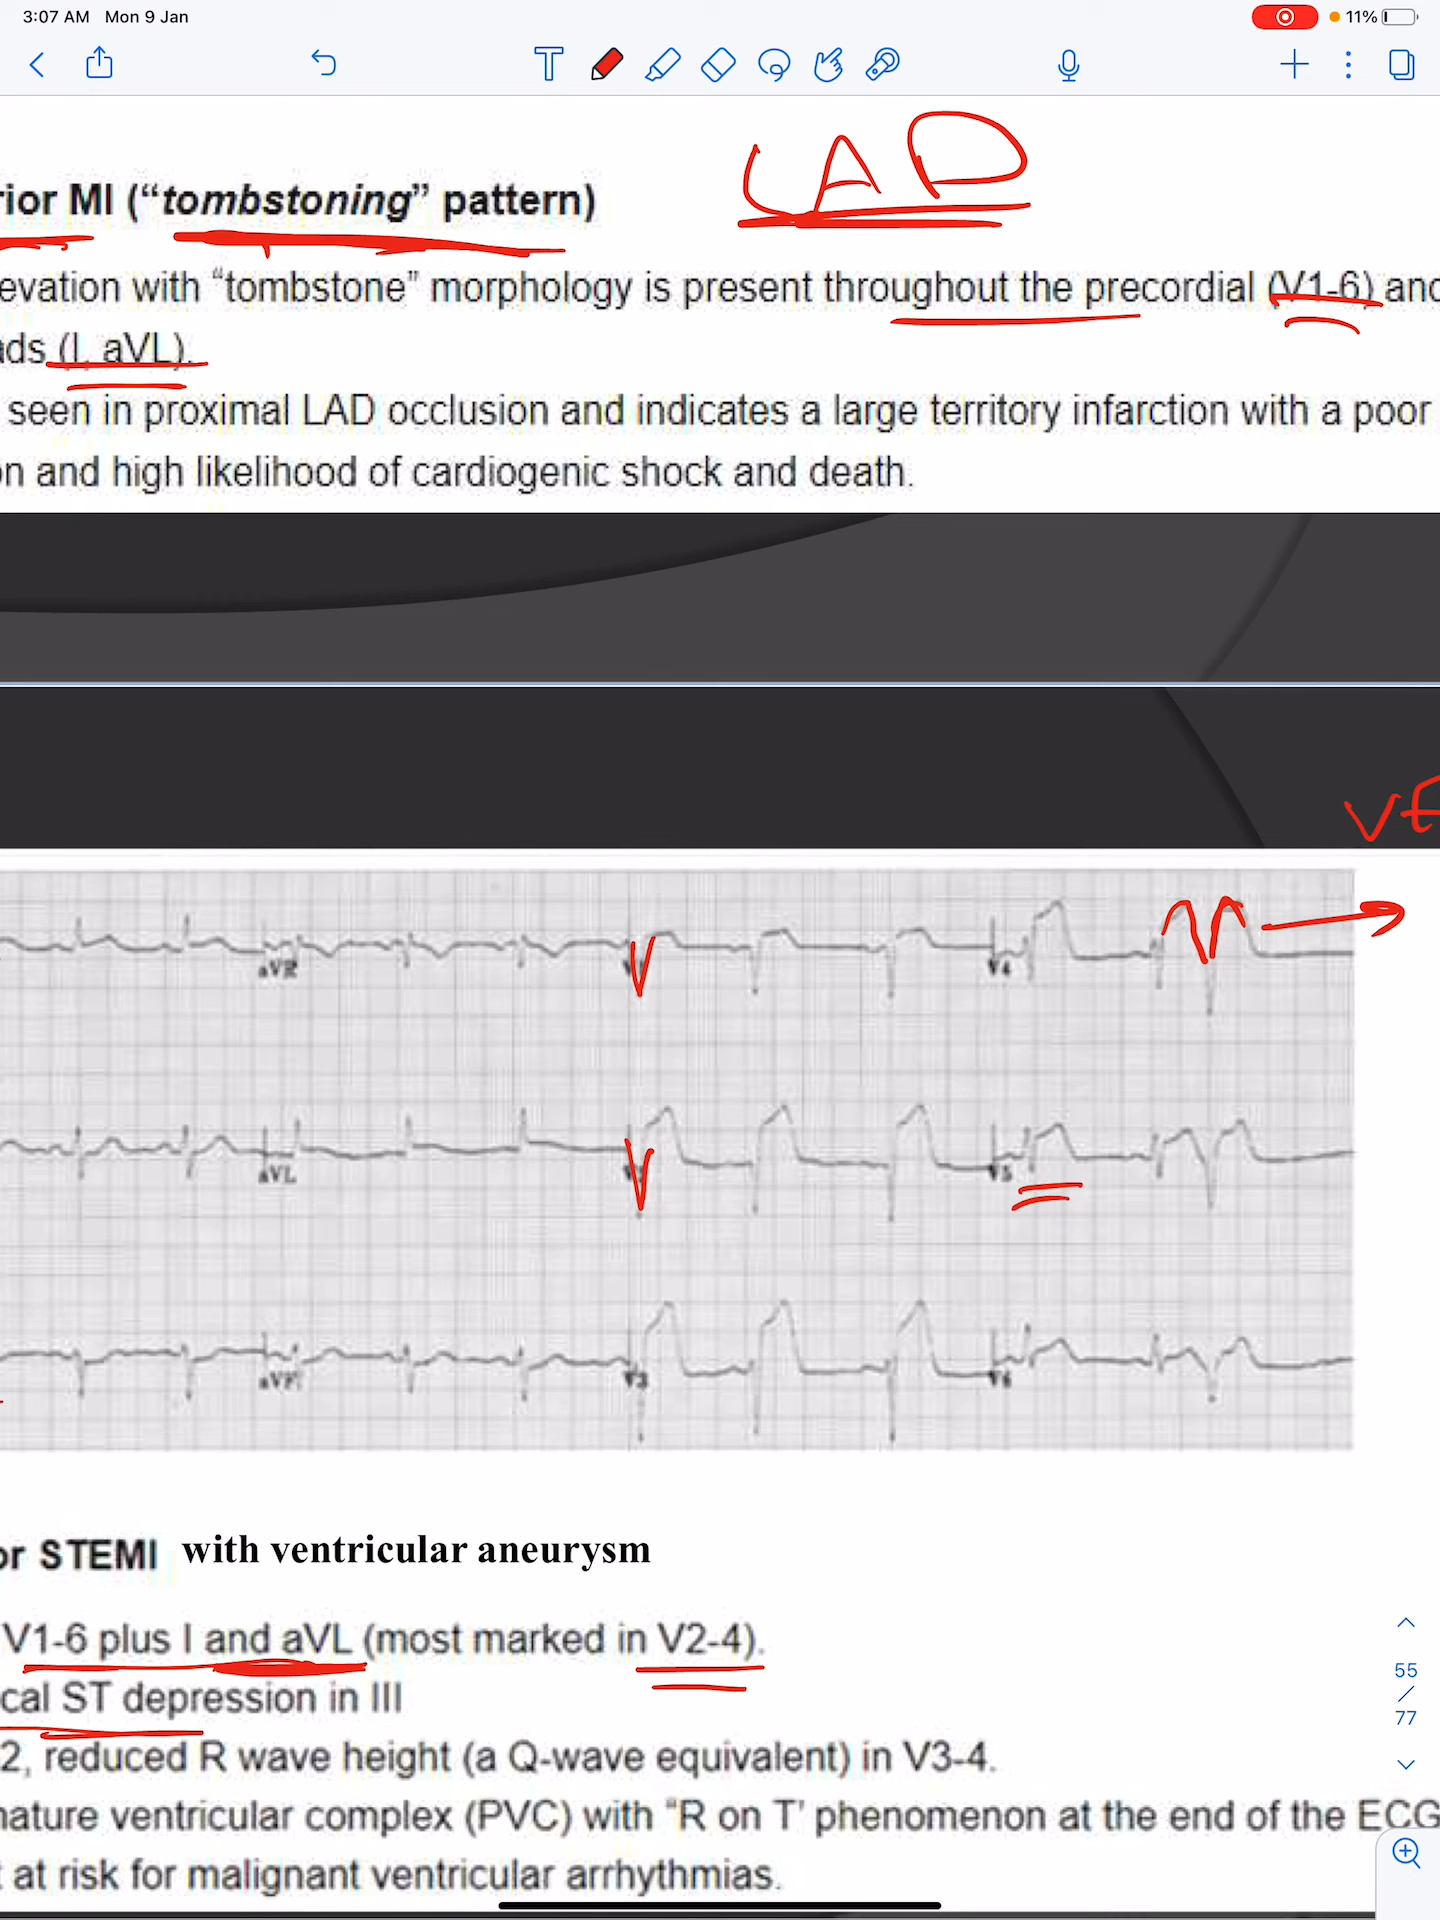 3:07 AM Mon 9 Jan
11%
LAD
rior MI (“tombstoning” pattern)
evation with “tombstone” morphology is present throughout the precordial (V1-6) and
ads (I, aVL).
seen in proximal LAD occlusion and indicates a large territory infarction with a poor
on and high likelihood of cardiogenic shock and death.
aVR
V4
aVL
V5
aVF
V3
V6
or STEMI with ventricular aneurysm
V1-6 plus I and aVL (most marked in V2-4).
cal ST depression in III
2, reduced R wave height (a Q-wave equivalent) in V3-4.
nature ventricular complex (PVC) with “R on T’ phenomenon at the end of the ECG
t at risk for malignant ventricular arrhythmias.
55
/
77